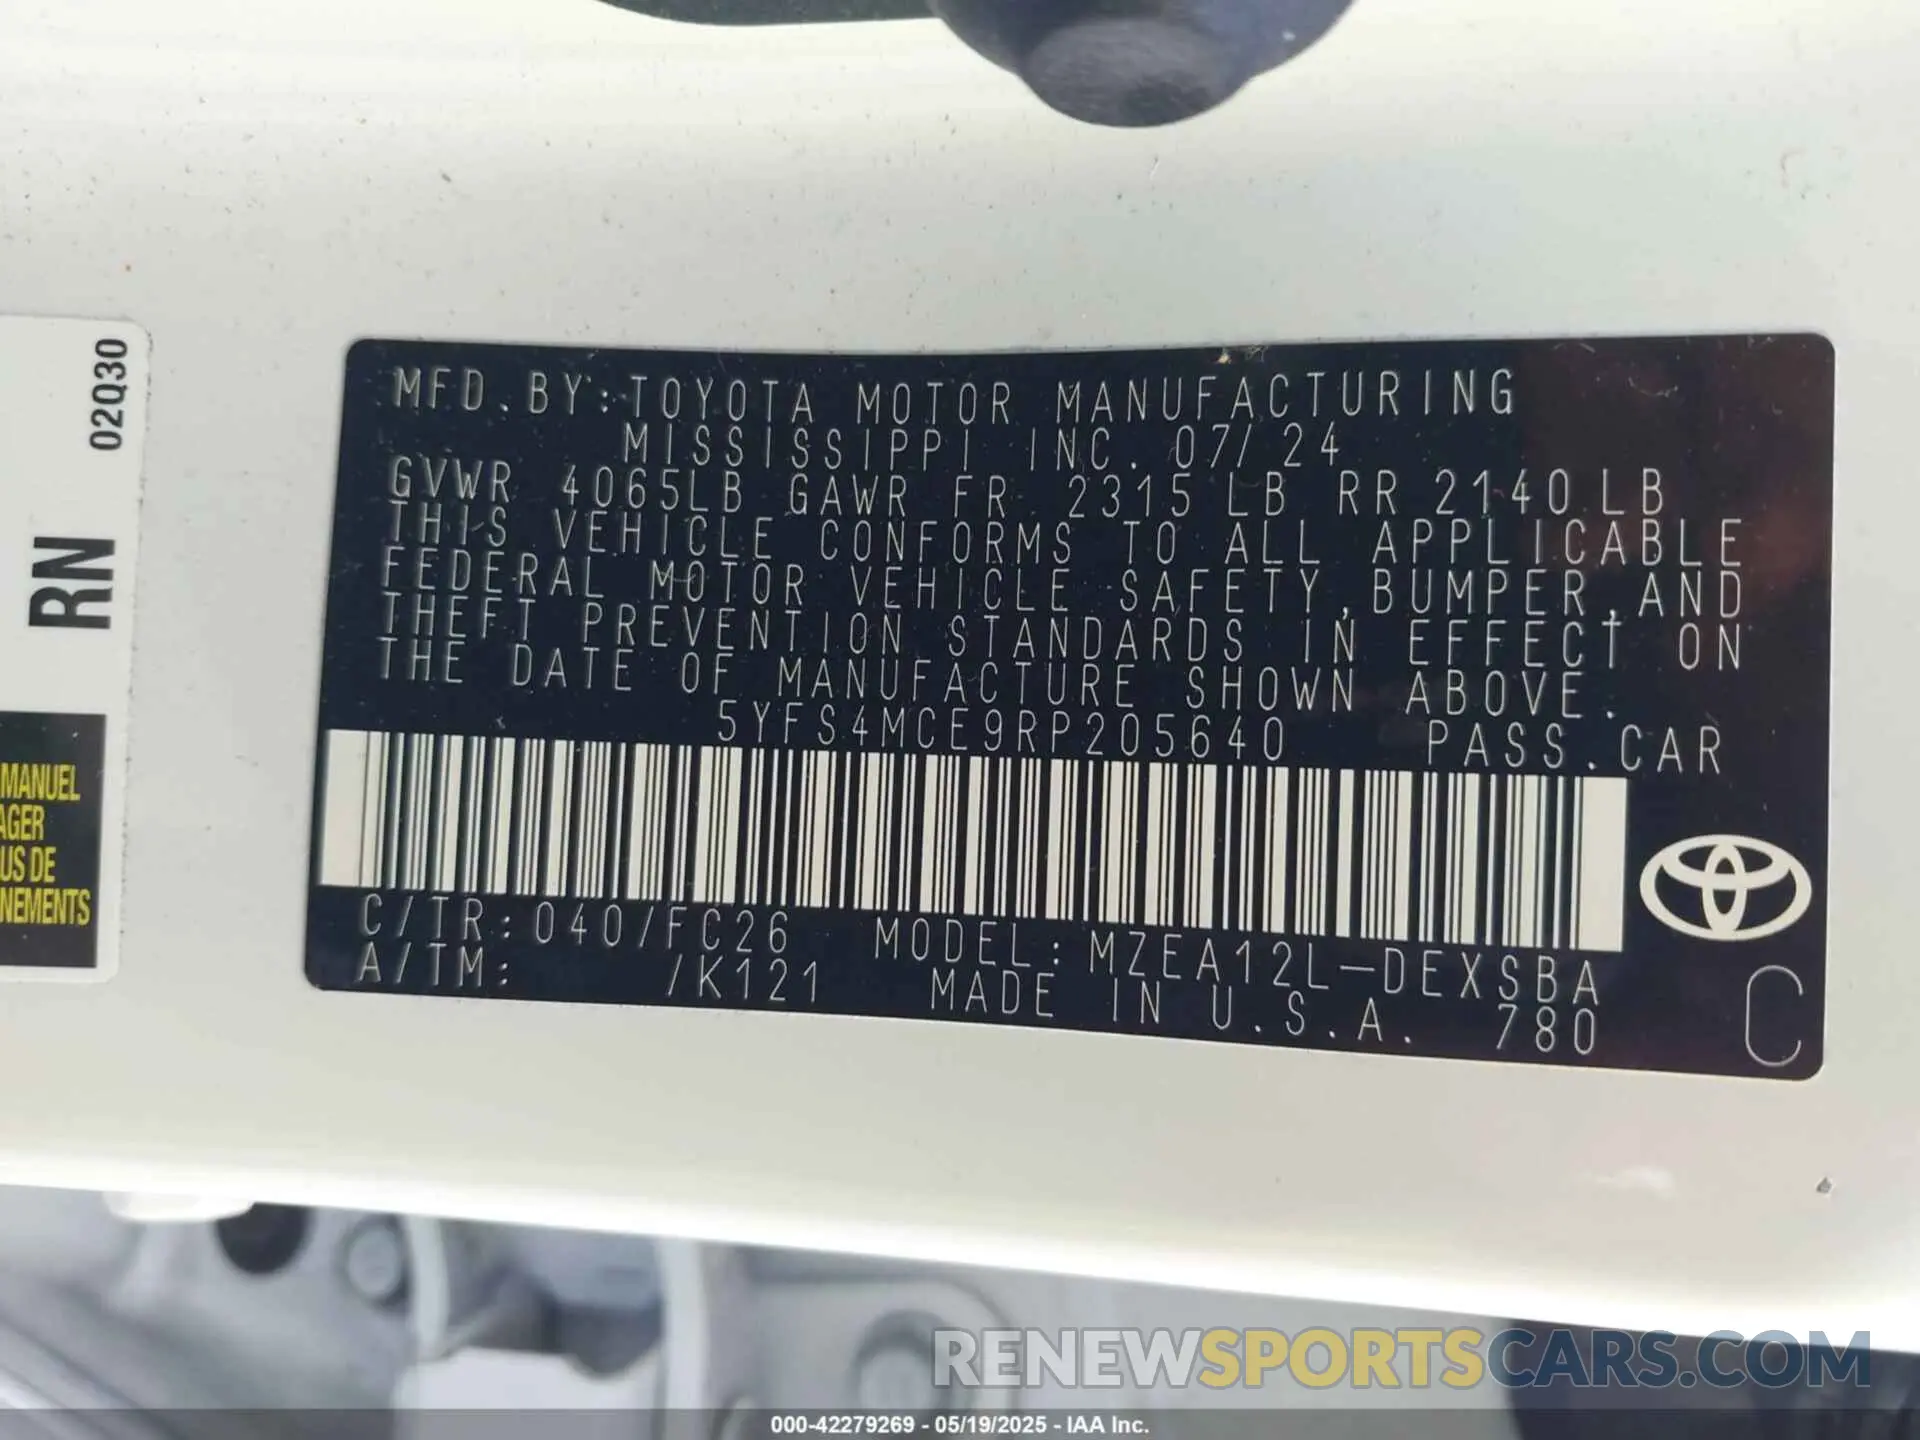 02Q30
RN
MANUEL
AGER
US DE
NEMENTS
MFD. BY: TOYOTA MOTOR MANUFACTURING
MISSISSIPPI INC. 07/24
GVWR 4065LB GAWR FR 2315 LB RR 2140 LB
THIS VEHICLE CONFORMS TO ALL APPLICABLE
FEDERAL MOTOR VEHICLE SAFETY, BUMPER, AND
THEFT PREVENTION STANDARDS IN EFFECT ON
THE DATE OF MANUFACTURE SHOWN ABOVE.
5YFS4MCE9RP205640 PASS. CAR
C/TR: 040/FC26 MODEL: MZEA12L-DEXSBA
A/TM: /K121 MADE IN U.S.A. 780
C
RENEWSPORTSCARS.COM
000-42279269 - 05/19/2025 - IAA Inc.